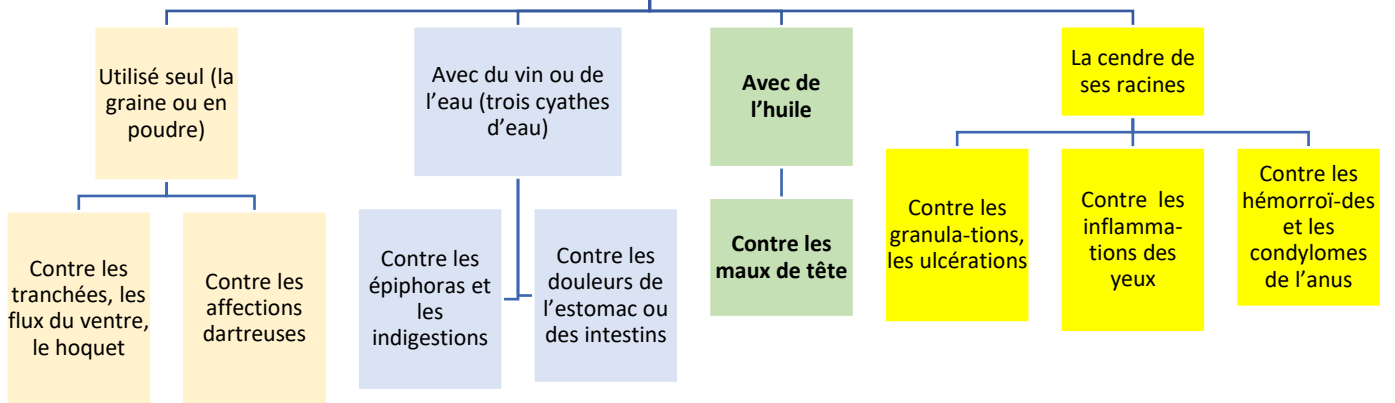 Utilisé seul (la
graine ou en
poudre)
Contre les
tranchées, les
flux du ventre,
le hoquet
Contre les
affections
dartreuses
Avec du vin ou de
l’eau (trois cyathes
d’eau)
Contre les
épiphoras et
les
indigestions
Contre les
douleurs de
l’estomac ou
des intestins
Avec de
l’huile
Contre les
maux de tête
La cendre de
ses racines
Contre les
granula-tions,
les ulcérations
Contre les
inflamma-
tions des
yeux
Contre les
hémorroï-des
et les
condylomes
de l’anus